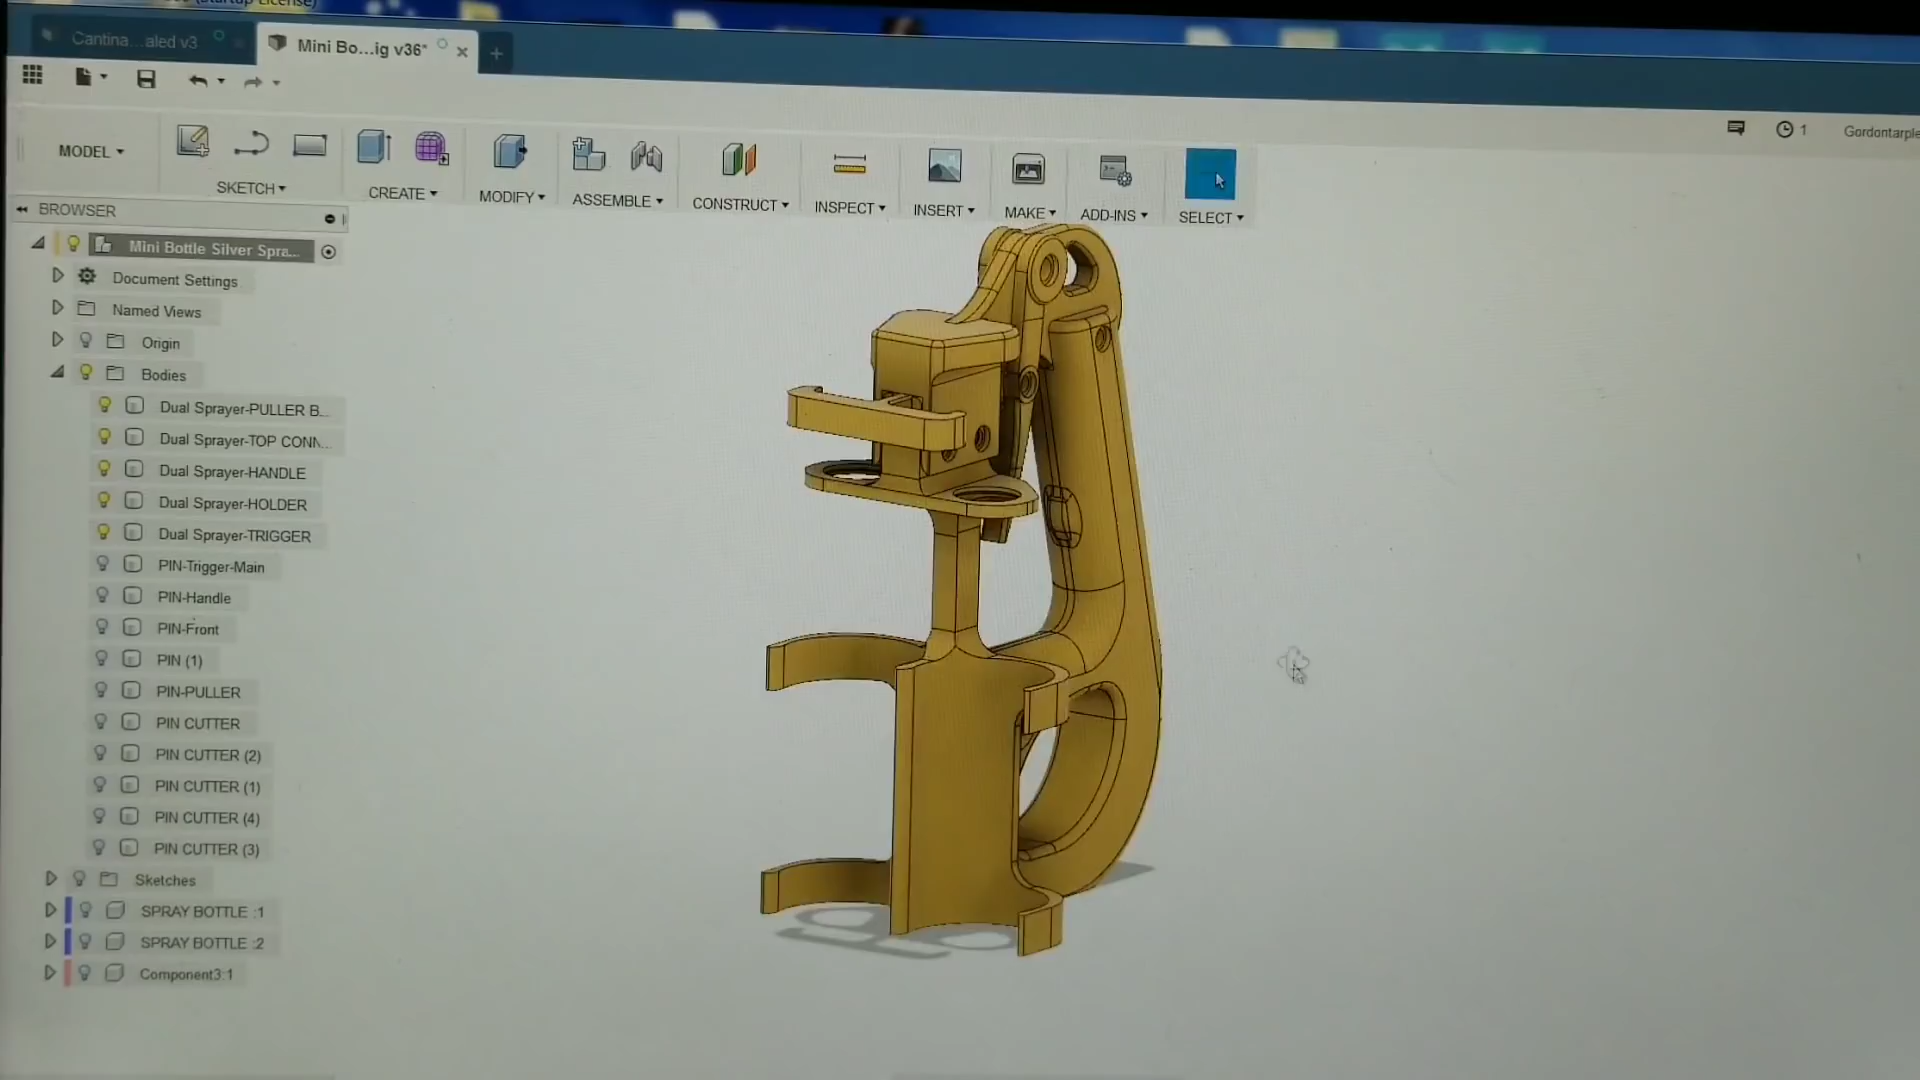 (Startup License)
Cantina...aled v3
Mini Bo...ig v36*
MODEL
SKETCH
CREATE
MODIFY
ASSEMBLE
CONSTRUCT
INSPECT
INSERT
MAKE
ADD-INS
SELECT
1
Gordontarple
BROWSER
Mini Bottle Silver Spra...
Document Settings
Named Views
Origin
Bodies
Dual Sprayer-PULLER B...
Dual Sprayer-TOP CONN...
Dual Sprayer-HANDLE
Dual Sprayer-HOLDER
Dual Sprayer-TRIGGER
PIN-Trigger-Main
PIN-Handle
PIN-Front
PIN (1)
PIN-PULLER
PIN CUTTER
PIN CUTTER (2)
PIN CUTTER (1)
PIN CUTTER (4)
PIN CUTTER (3)
Sketches
SPRAY BOTTLE :1
SPRAY BOTTLE :2
Component3:1